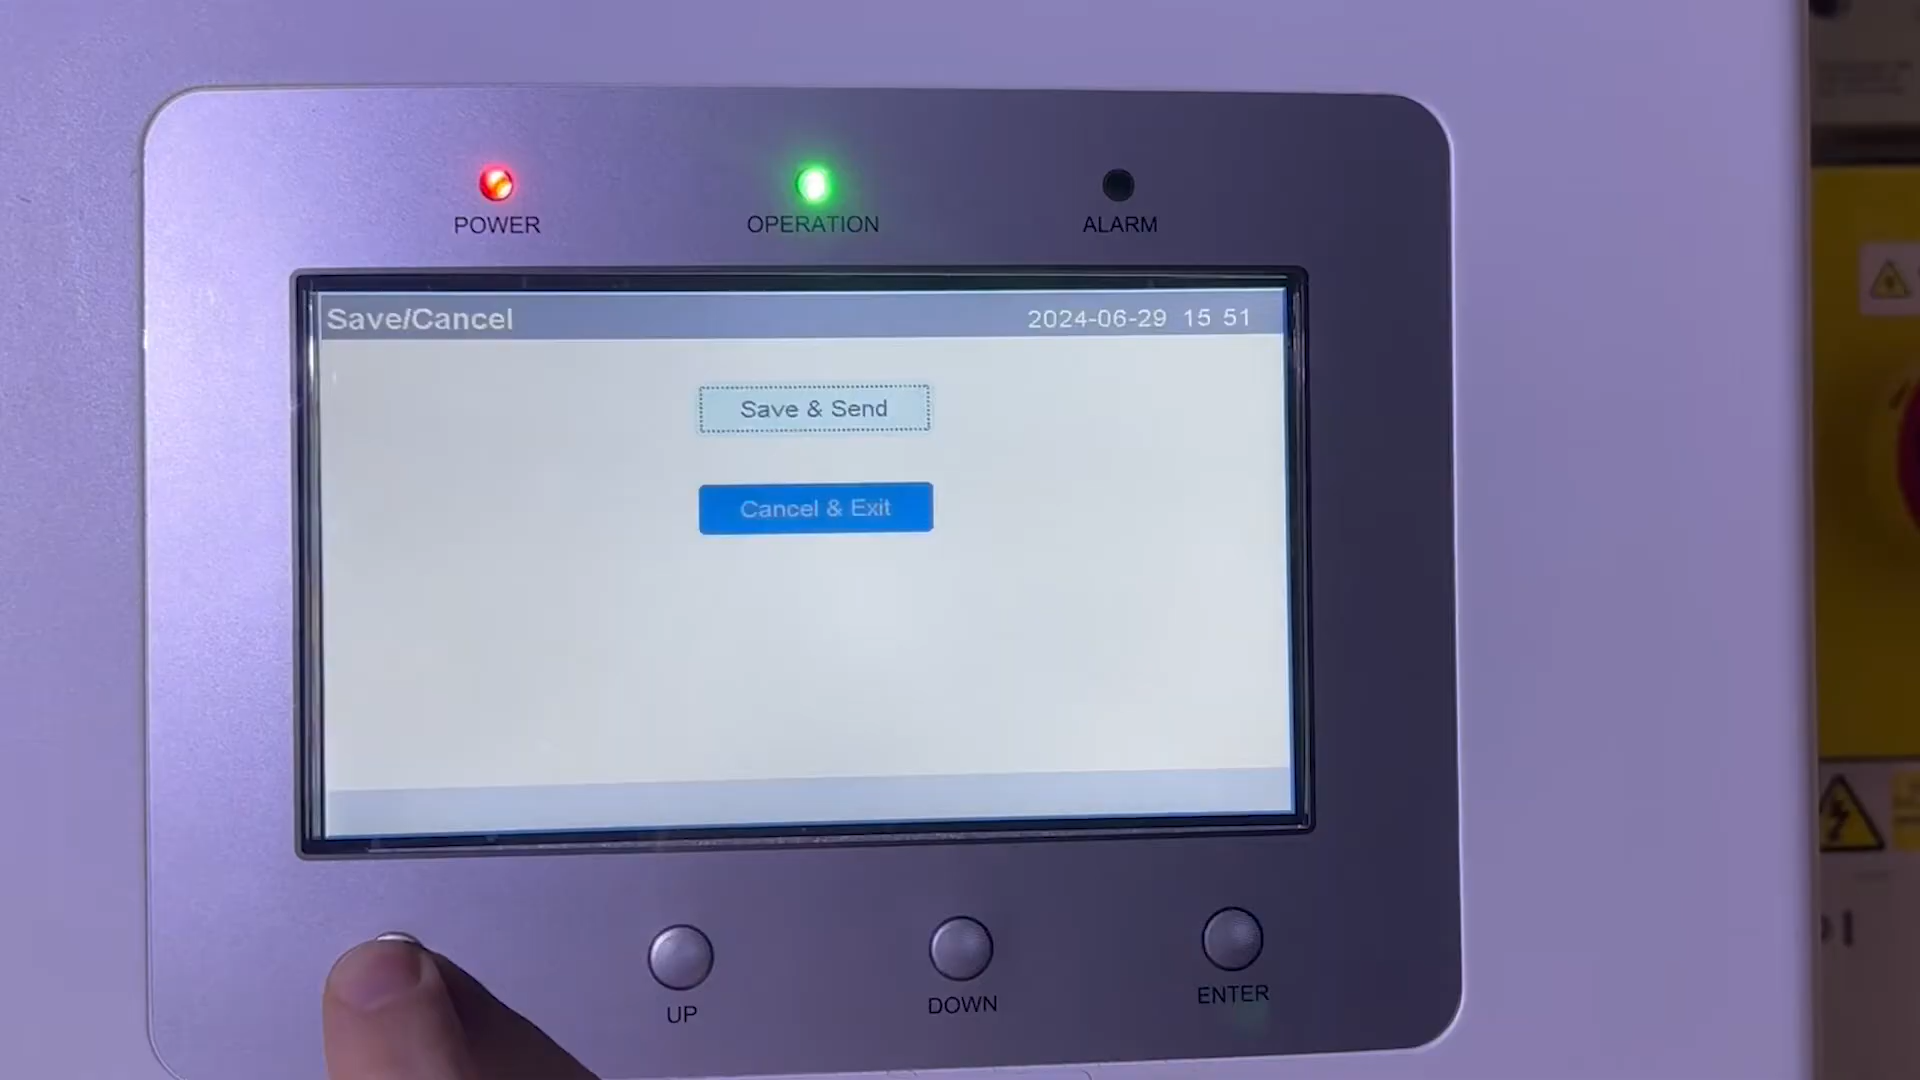 POWER
OPERATION
ALARM
Save/Cancel
2024-06-29 15 51
Save & Send
Cancel & Exit
UP
DOWN
ENTER